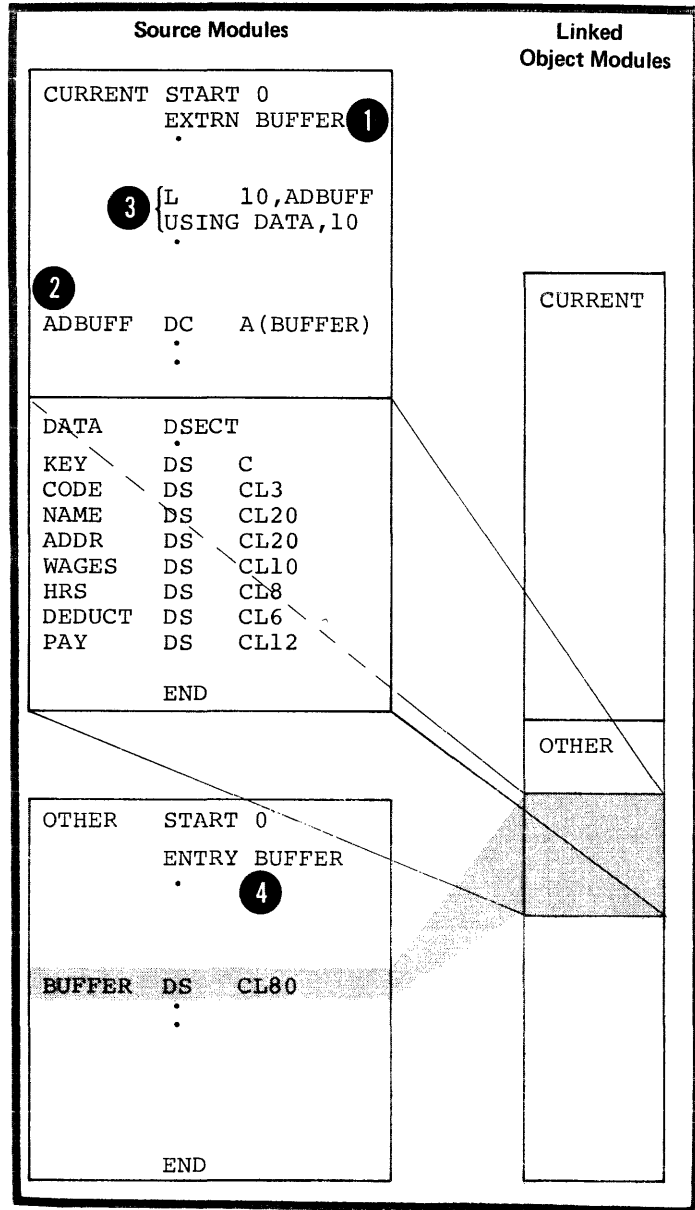 Source Modules
Linked
Object Modules
CURRENT START 0
EXTRN BUFFER 1
3 L 10,ADBUFF
USING DATA,10
2
ADBUFF DC A(BUFFER)
DATA DSECT
KEY DS C
CODE DS CL3
NAME DS CL20
ADDR DS CL20
WAGES DS CL10
HRS DS CL8
DEDUCT DS CL6
PAY DS CL12
END
OTHER START 0
ENTRY BUFFER
4
BUFFER DS CL80
END
CURRENT
OTHER